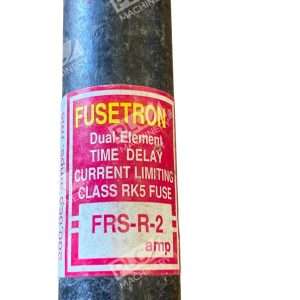 FUSETRON
Dual-Element
TIME DELAY
CURRENT LIMITING
CLASS RK5 FUSE
FRS-R-2
amp